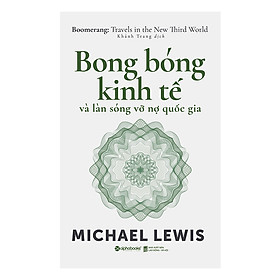 Boomerang: Travels in the New Third World
Khánh Trang dịch
Bong bóng
kinh tế
và làn sóng vỡ nợ quốc gia
MICHAEL LEWIS
alphabooks